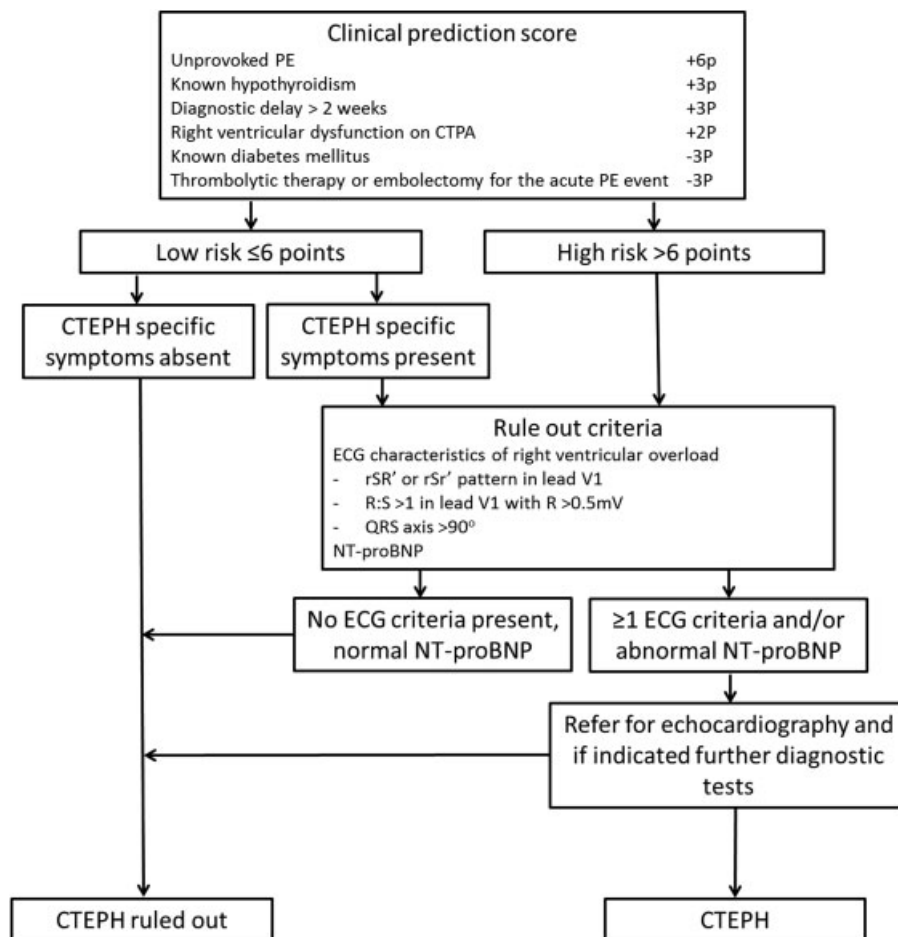 Clinical prediction score
Unprovoked PE +6p
Known hypothyroidism +3p
Diagnostic delay > 2 weeks +3P
Right ventricular dysfunction on CTPA +2P
Known diabetes mellitus -3P
Thrombolytic therapy or embolectomy for the acute PE event -3P
Low risk ≤6 points
High risk >6 points
CTEPH specific
symptoms absent
CTEPH specific
symptoms present
Rule out criteria
ECG characteristics of right ventricular overload
- rSR’ or rSr’ pattern in lead V1
- R:S >1 in lead V1 with R >0.5mV
- QRS axis >90°
NT-proBNP
No ECG criteria present,
normal NT-proBNP
≥1 ECG criteria and/or
abnormal NT-proBNP
Refer for echocardiography and
if indicated further diagnostic
tests
CTEPH ruled out
CTEPH